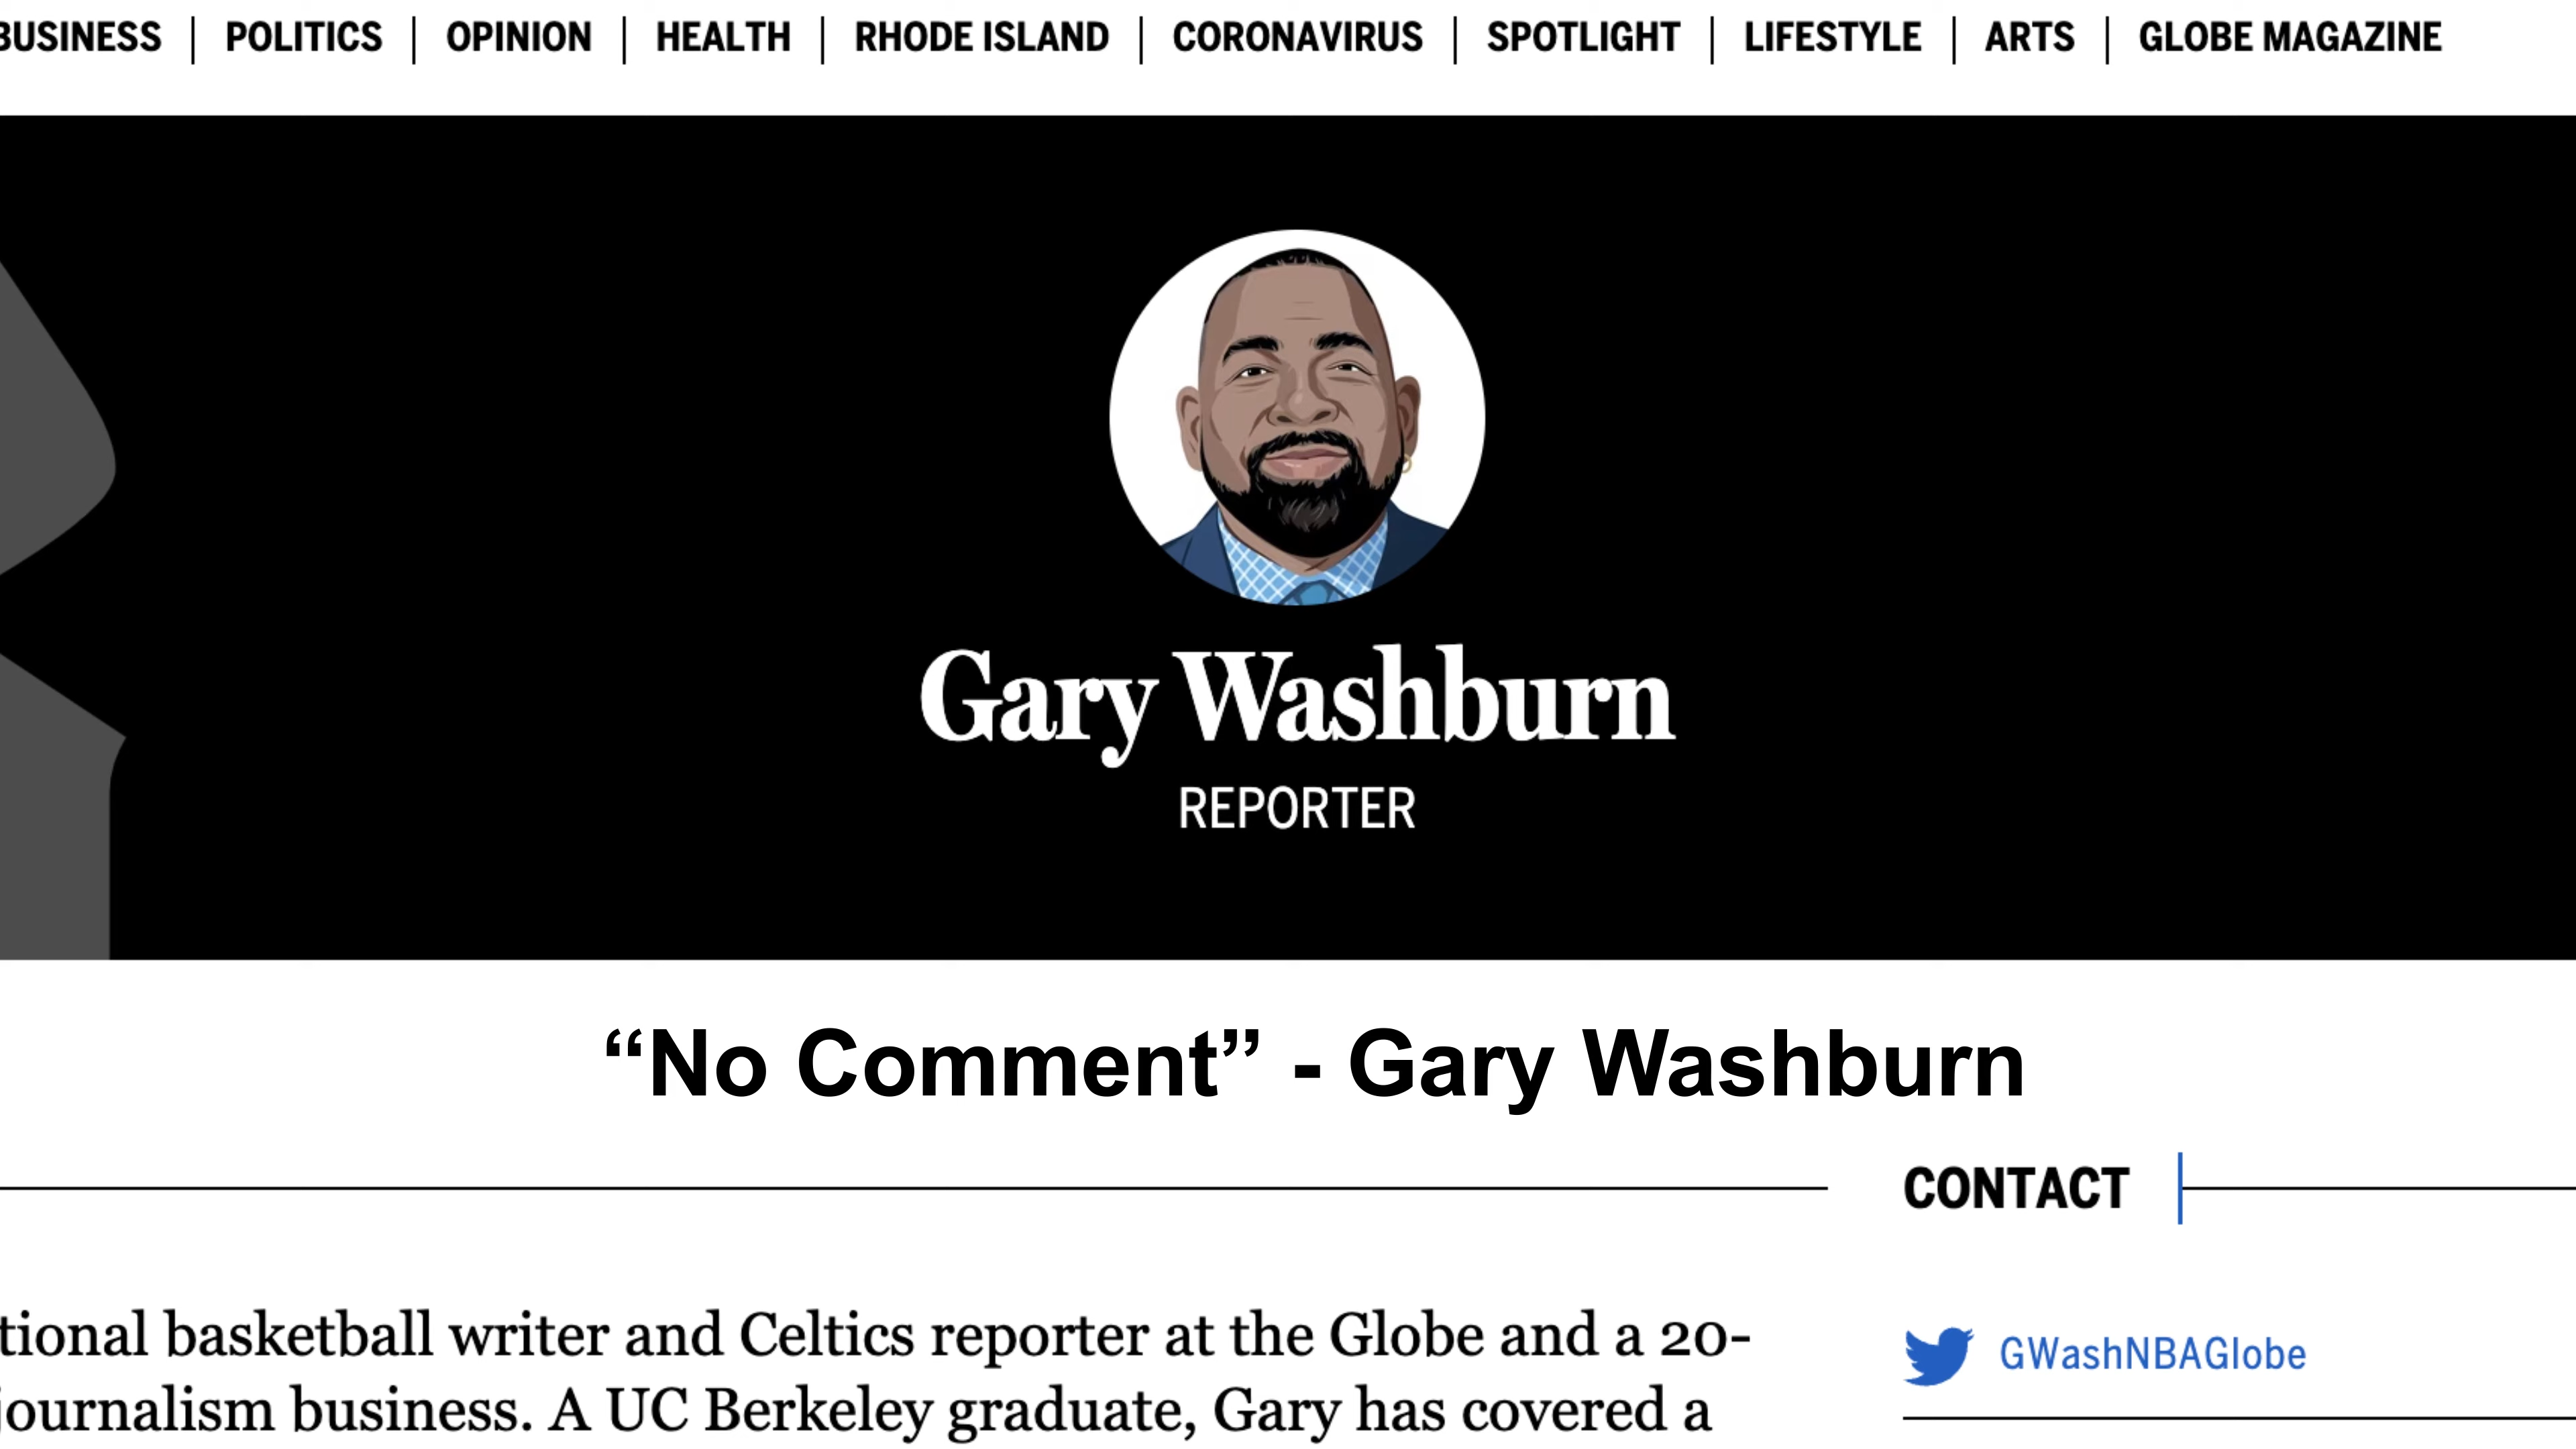 BUSINESS | POLITICS | OPINION | HEALTH | RHODE ISLAND | CORONAVIRUS | SPOTLIGHT | LIFESTYLE | ARTS | GLOBE MAGAZINE
Gary Washburn
REPORTER
“No Comment” - Gary Washburn
CONTACT
tional basketball writer and Celtics reporter at the Globe and a 20-
journalism business. A UC Berkeley graduate, Gary has covered a
GWashNBAGlobe